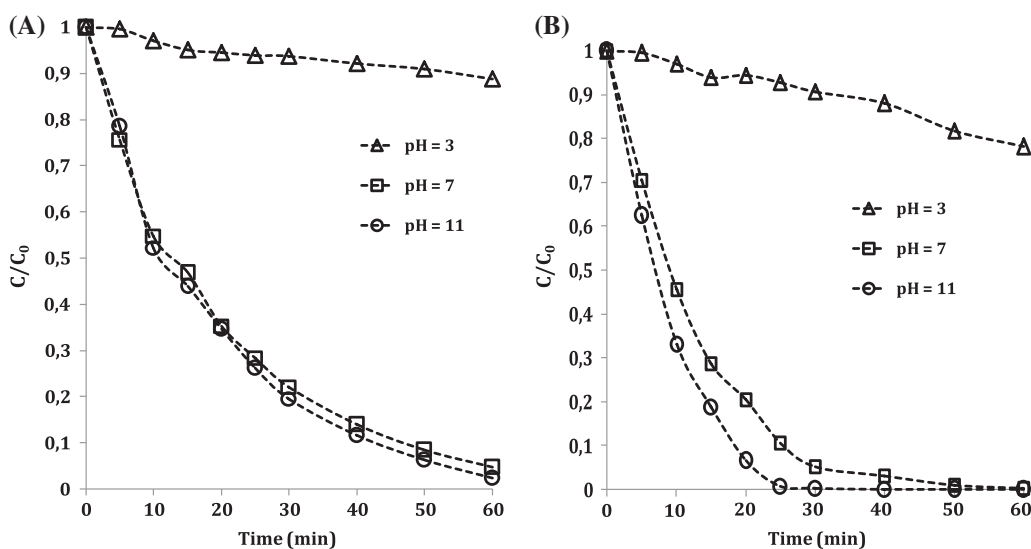 (A)
1
0,9
0,8
0,7
0,6
0,5
0,4
0,3
0,2
0,1
0
C/C₀
pH = 3
pH = 7
pH = 11
0 10 20 30 40 50 60
Time (min)
(B)
1
0,9
0,8
0,7
0,6
0,5
0,4
0,3
0,2
0,1
0
C/C₀
pH = 3
pH = 7
pH = 11
0 10 20 30 40 50 60
Time (min)